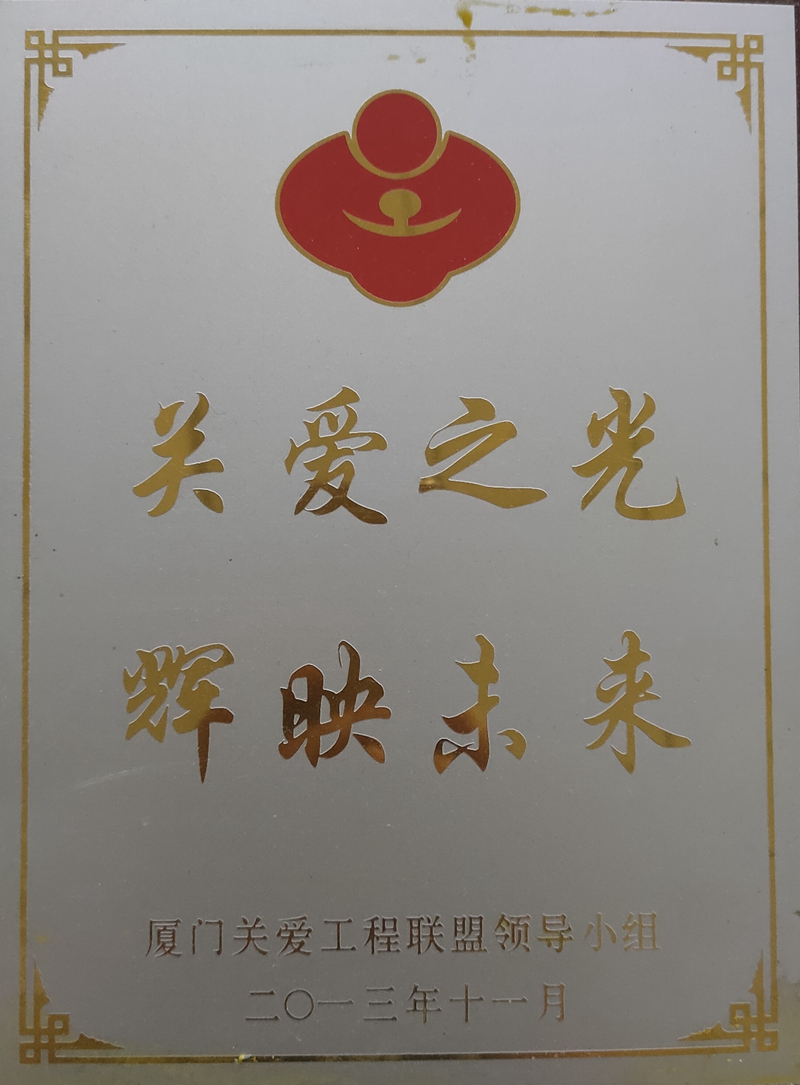 关爱之光
辉映未来
厦门关爱工程联盟领导小组
二〇一三年十一月